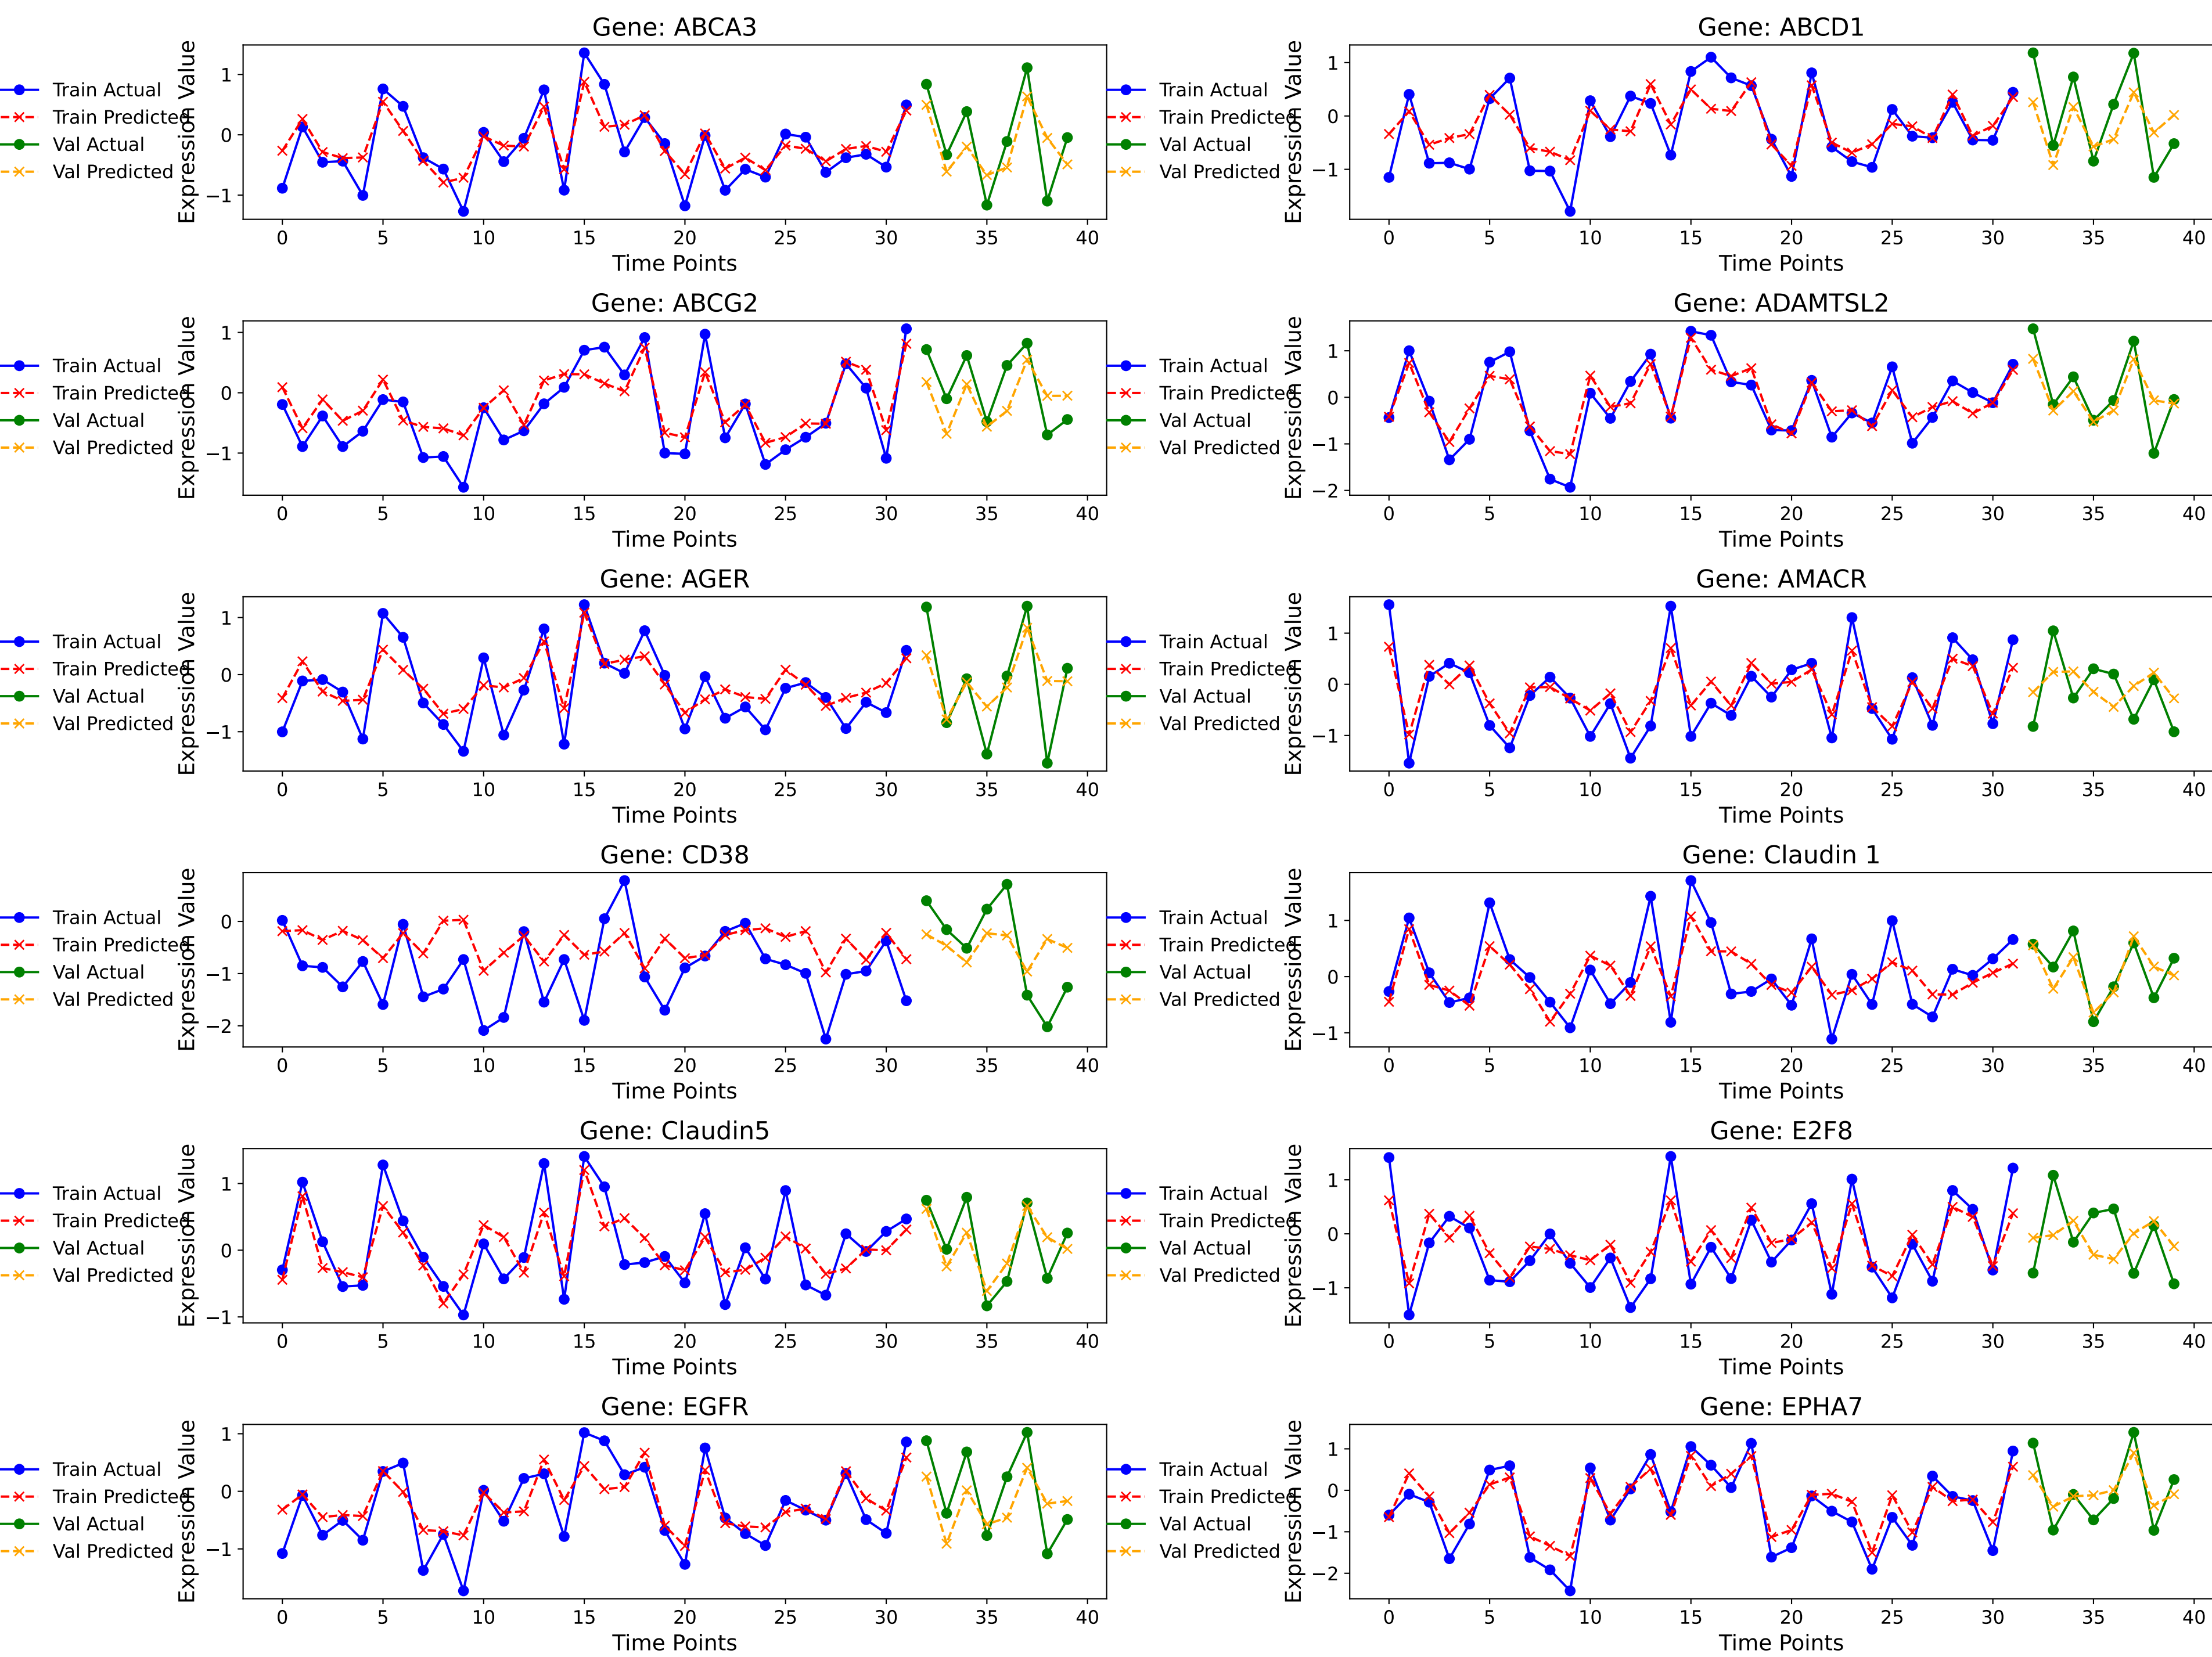 Gene: ABCA3
Train Actual
Train Predicted
Val Actual
Val Predicted
Expression Value
1
0
−1
0 5 10 15 20 25 30 35 40
Time Points
Gene: ABCD1
Train Actual
Train Predicted
Val Actual
Val Predicted
Expression Value
1
0
−1
0 5 10 15 20 25 30 35 40
Time Points
Gene: ABCG2
Train Actual
Train Predicted
Val Actual
Val Predicted
Expression Value
1
0
−1
0 5 10 15 20 25 30 35 40
Time Points
Gene: ADAMTSL2
Train Actual
Train Predicted
Val Actual
Val Predicted
Expression Value
1
0
−1
−2
0 5 10 15 20 25 30 35 40
Time Points
Gene: AGER
Train Actual
Train Predicted
Val Actual
Val Predicted
Expression Value
1
0
−1
0 5 10 15 20 25 30 35 40
Time Points
Gene: AMACR
Train Actual
Train Predicted
Val Actual
Val Predicted
Expression Value
1
0
−1
0 5 10 15 20 25 30 35 40
Time Points
Gene: CD38
Train Actual
Train Predicted
Val Actual
Val Predicted
Expression Value
0
−1
−2
0 5 10 15 20 25 30 35 40
Time Points
Gene: Claudin 1
Train Actual
Train Predicted
Val Actual
Val Predicted
Expression Value
1
0
−1
0 5 10 15 20 25 30 35 40
Time Points
Gene: Claudin5
Train Actual
Train Predicted
Val Actual
Val Predicted
Expression Value
1
0
−1
0 5 10 15 20 25 30 35 40
Time Points
Gene: E2F8
Train Actual
Train Predicted
Val Actual
Val Predicted
Expression Value
1
0
−1
0 5 10 15 20 25 30 35 40
Time Points
Gene: EGFR
Train Actual
Train Predicted
Val Actual
Val Predicted
Expression Value
1
0
−1
0 5 10 15 20 25 30 35 40
Time Points
Gene: EPHA7
Train Actual
Train Predicted
Val Actual
Val Predicted
Expression Value
1
0
−1
−2
0 5 10 15 20 25 30 35 40
Time Points